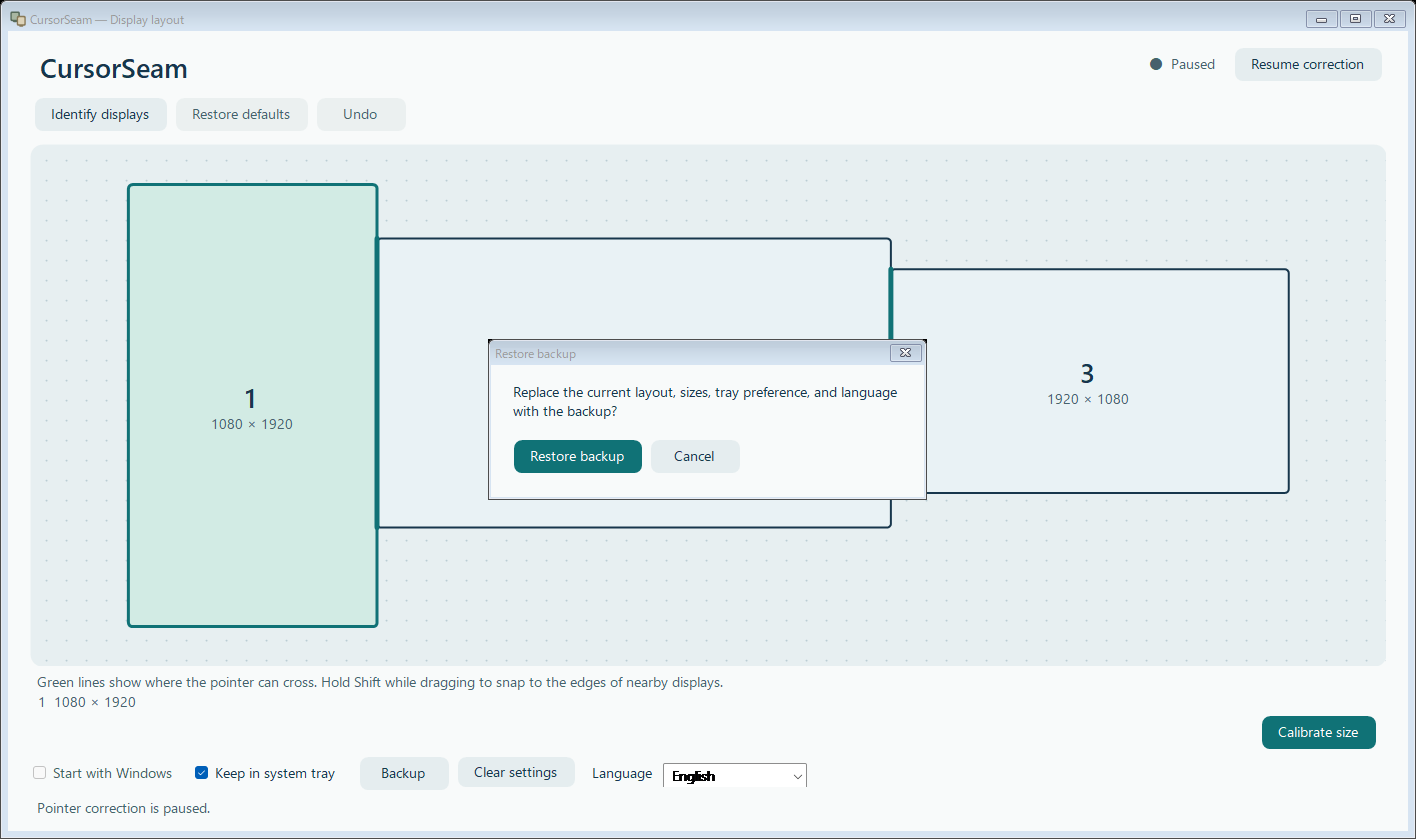 CursorSeam — Display layout
CursorSeam
Paused
Resume correction
Identify displays
Restore defaults
Undo
1
1080 × 1920
3
1920 × 1080
Restore backup
Replace the current layout, sizes, tray preference, and language
with the backup?
Restore backup
Cancel
Green lines show where the pointer can cross. Hold Shift while dragging to snap to the edges of nearby displays.
1 1080 × 1920
Calibrate size
Start with Windows
Keep in system tray
Backup
Clear settings
Language
English
Pointer correction is paused.